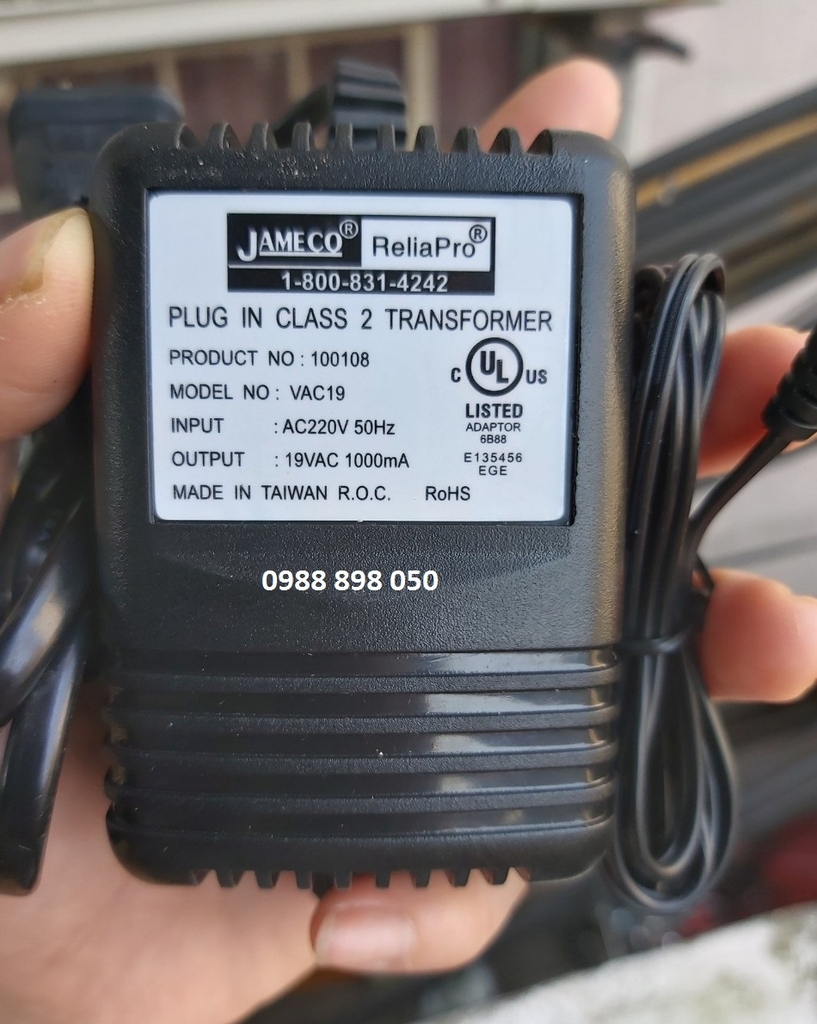 JAMECO® ReliaPro®
1-800-831-4242
PLUG IN CLASS 2 TRANSFORMER
PRODUCT NO : 100108
MODEL NO : VAC19
INPUT : AC220V 50Hz
OUTPUT : 19VAC 1000mA
MADE IN TAIWAN R.O.C. RoHS
C UL US
LISTED
ADAPTOR
6B88
E135456
EGE
0988 898 050